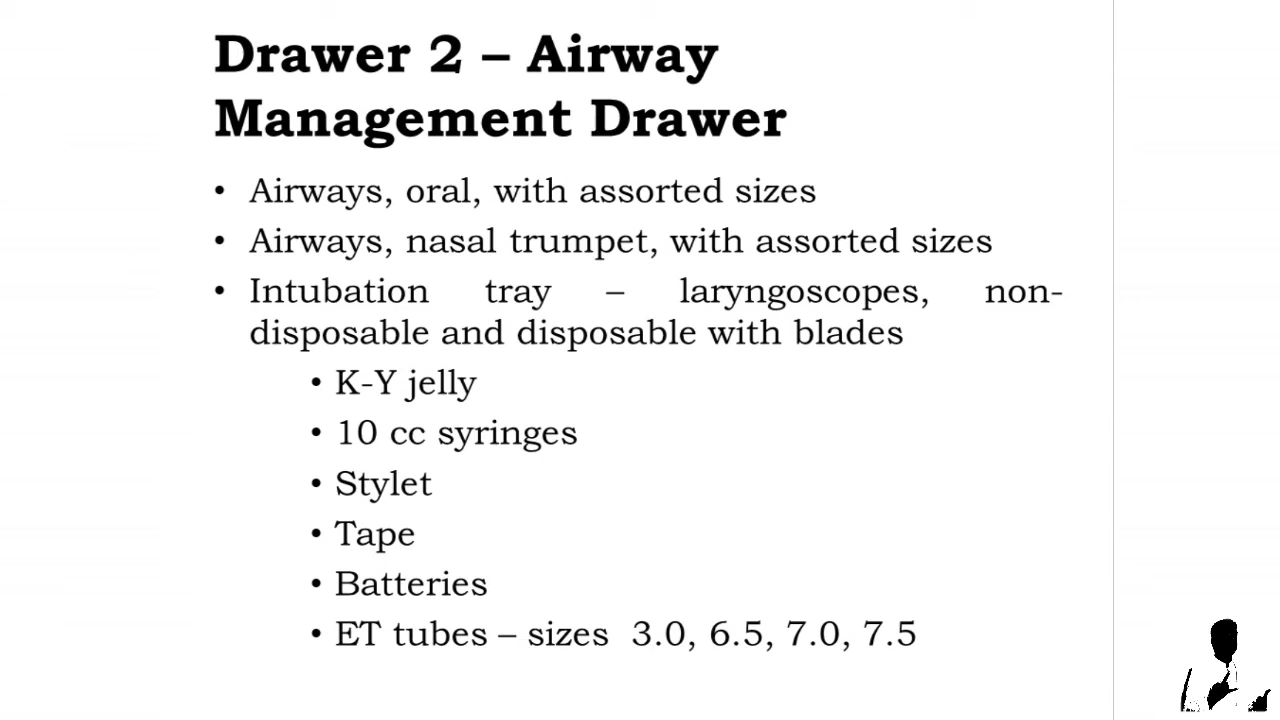 Drawer 2 – Airway
Management Drawer
• Airways, oral, with assorted sizes
• Airways, nasal trumpet, with assorted sizes
• Intubation tray – laryngoscopes, non-
disposable and disposable with blades
• K-Y jelly
• 10 cc syringes
• Stylet
• Tape
• Batteries
• ET tubes – sizes 3.0, 6.5, 7.0, 7.5